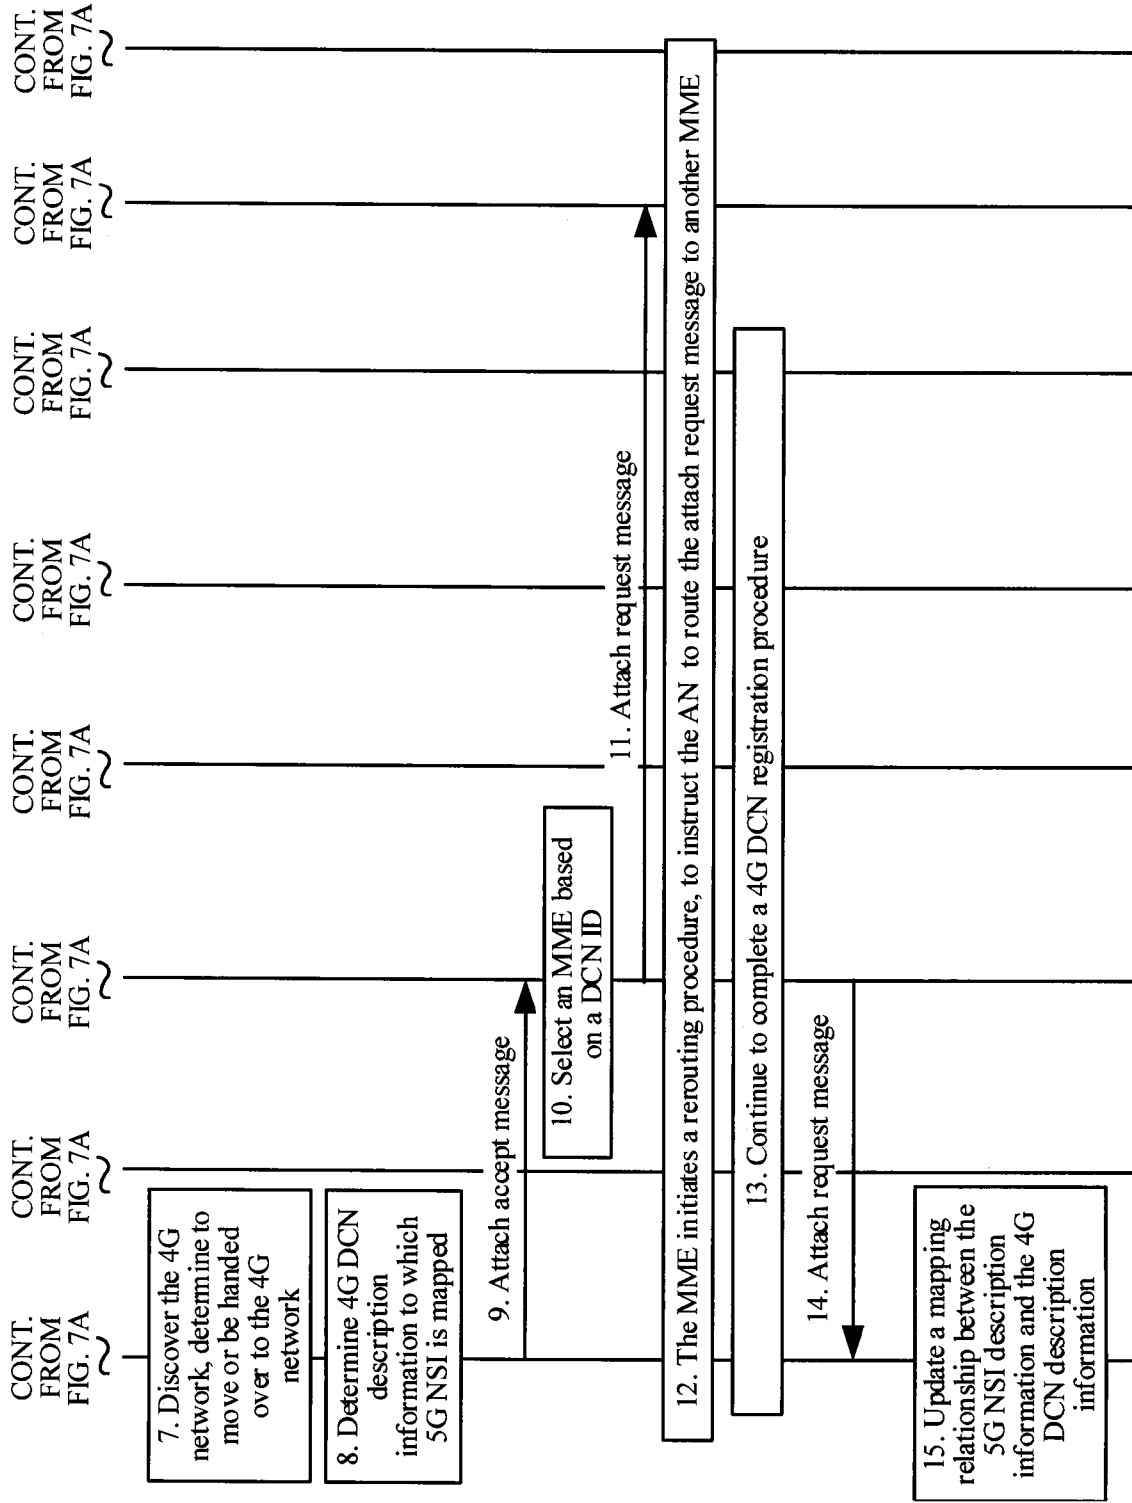 CONT.
FROM
FIG. 7A
CONT.
FROM
FIG. 7A
CONT.
FROM
FIG. 7A
CONT.
FROM
FIG. 7A
CONT.
FROM
FIG. 7A
CONT.
FROM
FIG. 7A
CONT.
FROM
FIG. 7A
CONT.
FROM
FIG. 7A
7. Discover the 4G
network, determine to
move or be handed
over to the 4G
network
8. Determine 4G DCN
description
information to which
5G NSI is mapped
9. Attach accept message
10. Select an MME based
on a DCN ID
11. Attach request message
12. The MME initiates a rerouting procedure, to instruct the AN to route the attach request message to another MME
13. Continue to complete a 4G DCN registration procedure
14. Attach request message
15. Update a mapping
relationship between the
5G NSI description
information and the 4G
DCN description
information